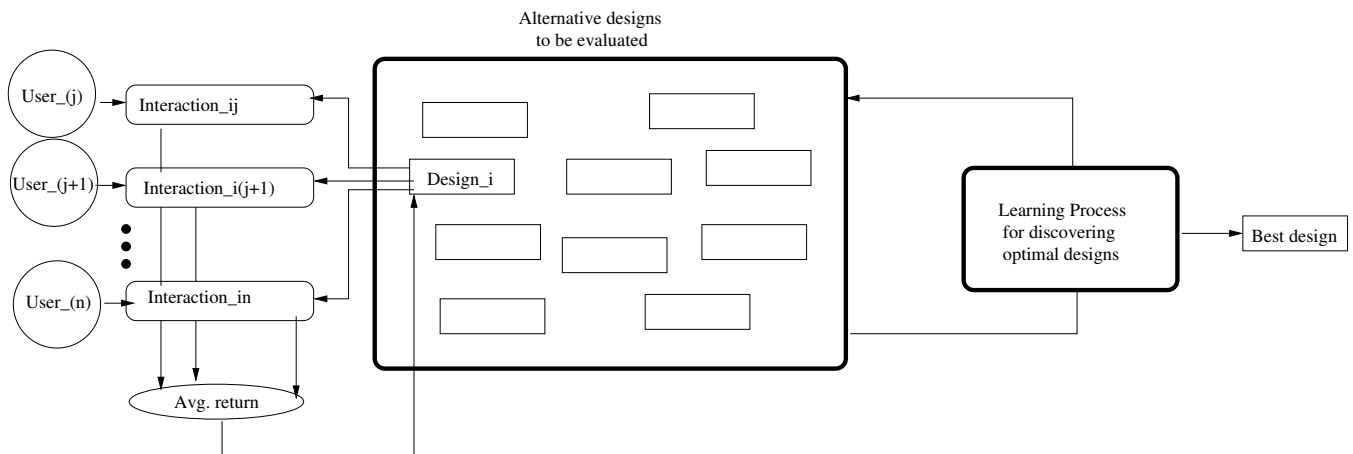 Alternative designs
to be evaluated
User_(j)
Interaction_ij
User_(j+1)
Interaction_i(j+1)
Design_i
User_(n)
Interaction_in
Avg. return
Learning Process
for discovering
optimal designs
Best design